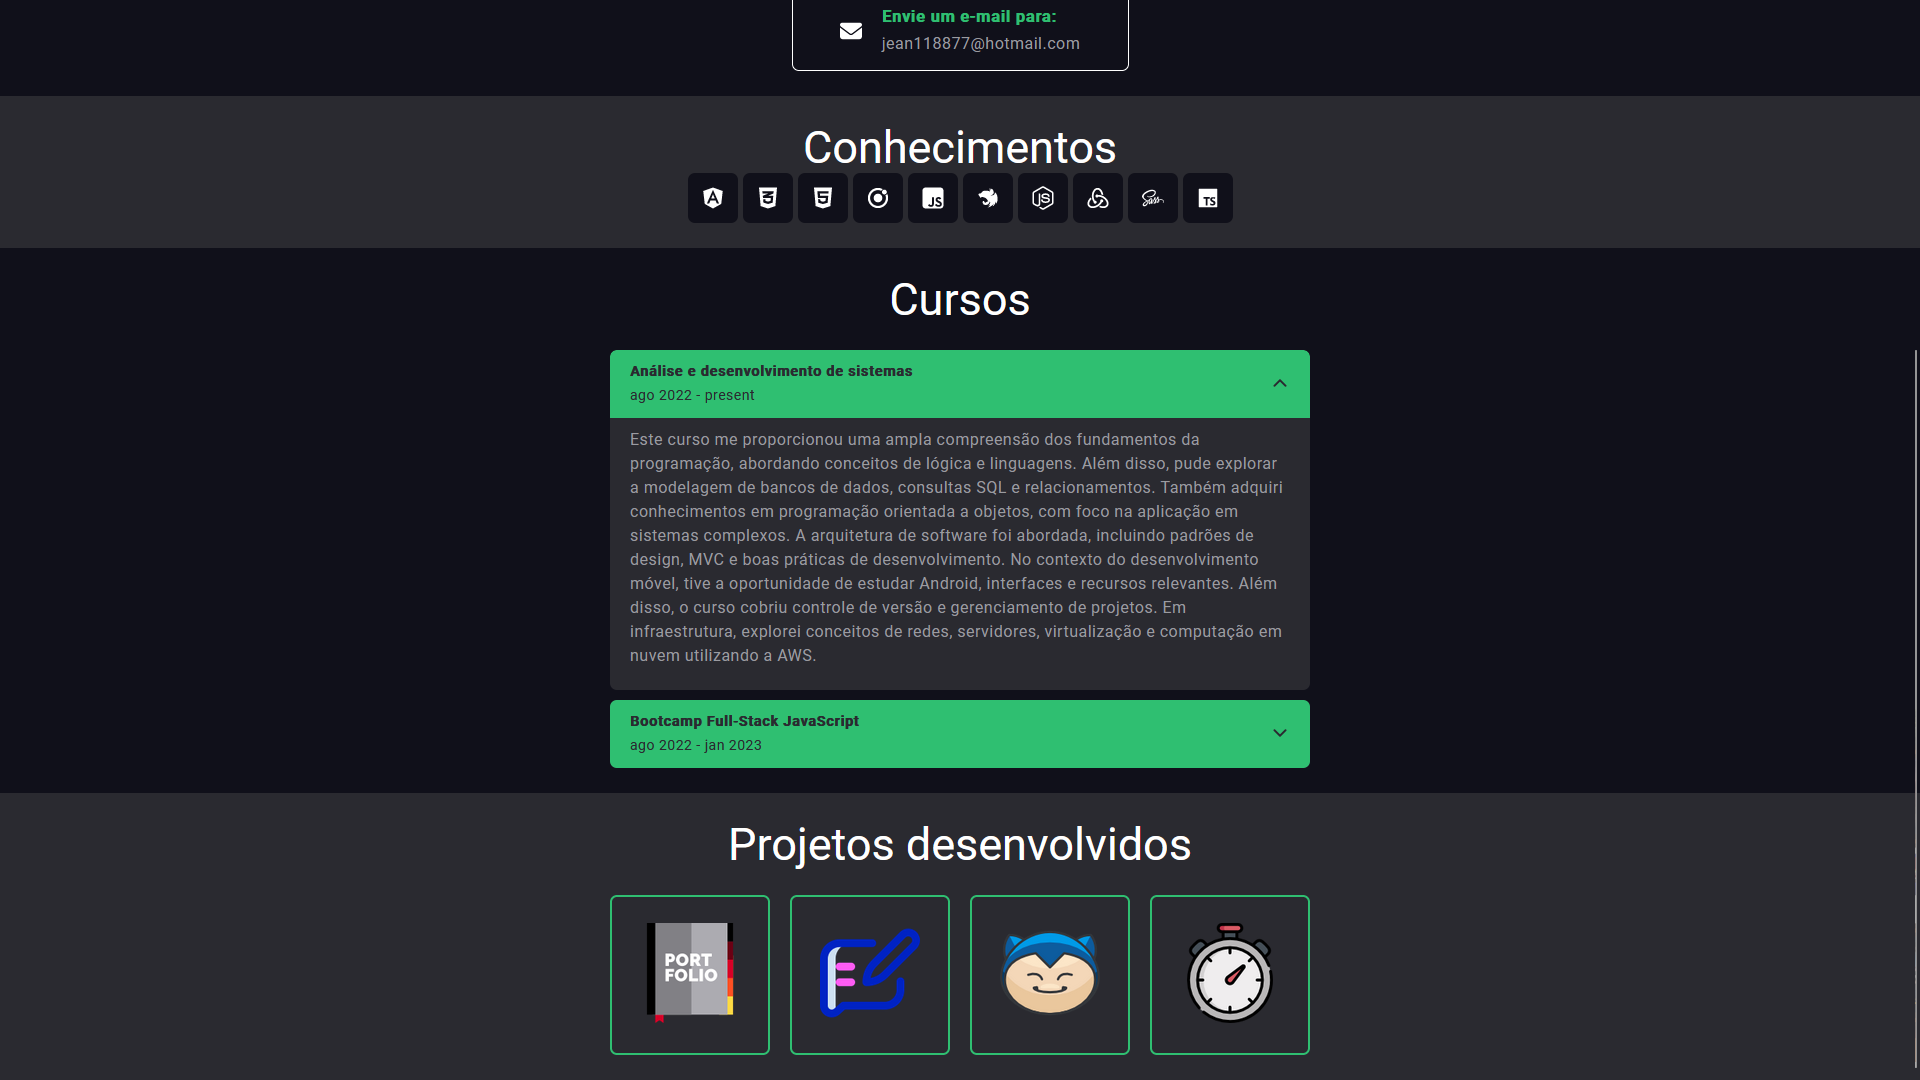 Envie um e-mail para:
jean118877@hotmail.com
Conhecimentos
JS
JS
Sass
TS
Cursos
Análise e desenvolvimento de sistemas
ago 2022 - present
Este curso me proporcionou uma ampla compreensão dos fundamentos da
programação, abordando conceitos de lógica e linguagens. Além disso, pude explorar
a modelagem de bancos de dados, consultas SQL e relacionamentos. Também adquiri
conhecimentos em programação orientada a objetos, com foco na aplicação em
sistemas complexos. A arquitetura de software foi abordada, incluindo padrões de
design, MVC e boas práticas de desenvolvimento. No contexto do desenvolvimento
móvel, tive a oportunidade de estudar Android, interfaces e recursos relevantes. Além
disso, o curso cobriu controle de versão e gerenciamento de projetos. Em
infraestrutura, explorei conceitos de redes, servidores, virtualização e computação em
nuvem utilizando a AWS.
Bootcamp Full-Stack JavaScript
ago 2022 - jan 2023
Projetos desenvolvidos
PORT
FOLIO